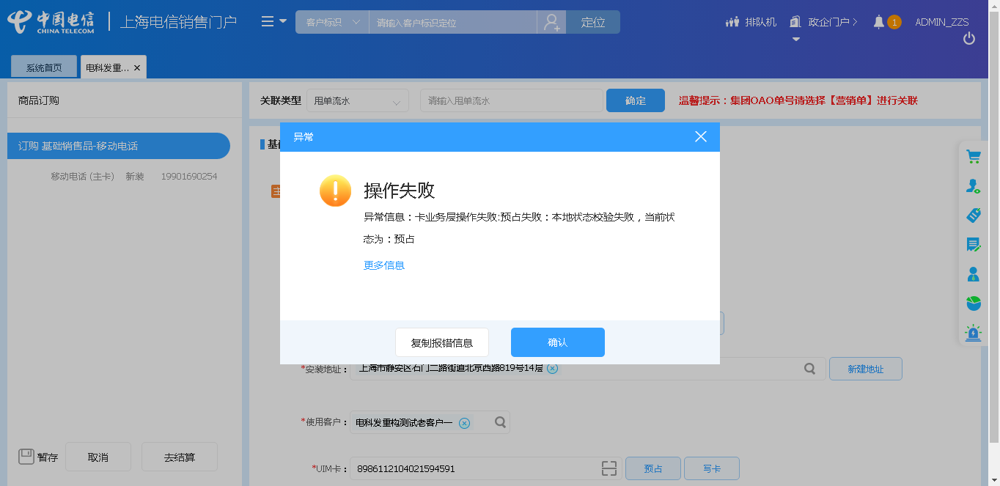 中国电信
CHINA TELECOM
上海电信销售门户
客户标识
请输入客户标识定位
定位
排队机
政企门户
1
ADMIN_ZZS
系统首页
电科发重... ×
商品订购
关联类型
甩单流水
请输入甩单流水
确定
温馨提示：集团OAO单号请选择【营销单】进行关联
订购 基础销售品-移动电话
移动电话 (主卡) 新装 19901690254
异常
操作失败
异常信息：卡业务层操作失败:预占失败：本地状态校验失败，当前状
态为：预占
更多信息
复制报错信息
确认
*安装地址：
上海市静安区石门二路街道北京西路819号14层
新建地址
*使用客户：
电科发重构测试老客户一
暂存
取消
去结算
*UIM卡：
8986112104021594591
预占
写卡